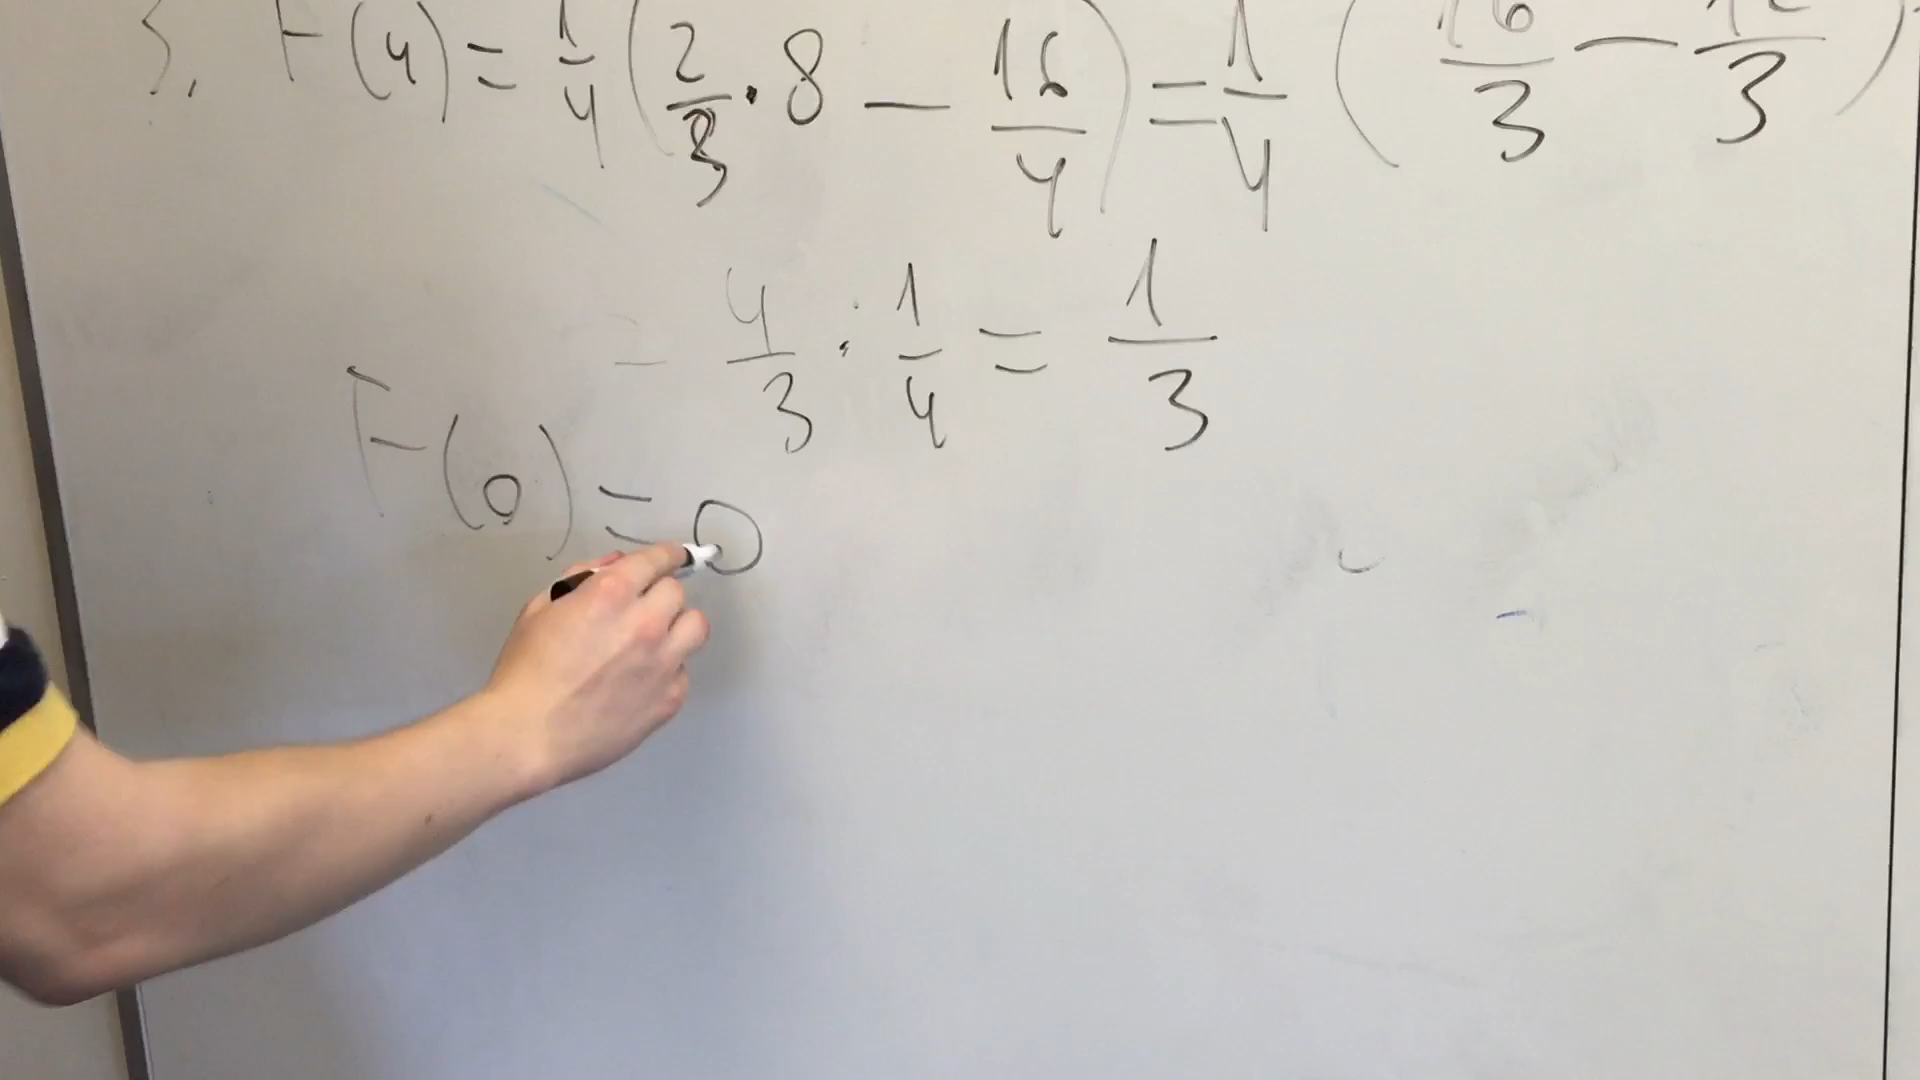 3. F(4) = 1/4 (2/3 · 8 − 16/4) = 1/4 (16/3 − 12/3)
= 4/3 · 1/4 = 1/3
F(0) = 0